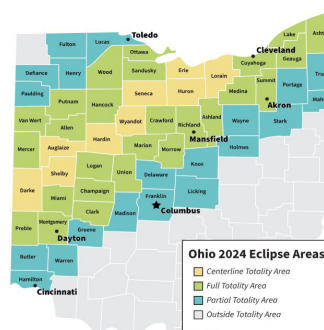 Toledo
Fulton
Lucas
Ottawa
Lake
Cleveland
Geauga
Cuyahoga
Defiance
Henry
Wood
Sandusky
Erie
Lorain
Summit
Portage
Paulding
Seneca
Huron
Medina
Akron
Putnam
Hancock
Van Wert
Allen
Wyandot
Crawford
Richland
Ashland
Wayne
Stark
Mansfield
Mercer
Auglaize
Hardin
Marion
Morrow
Holmes
Logan
Knox
Shelby
Union
Delaware
Darke
Champaign
Licking
Miami
Franklin
Clark
Madison
Columbus
Preble
Montgomery
Greene
Dayton
Butler
Warren
Hamilton
Cincinnati
Ohio 2024 Eclipse Areas
Centerline Totality Area
Full Totality Area
Partial Totality Area
Outside Totality Area